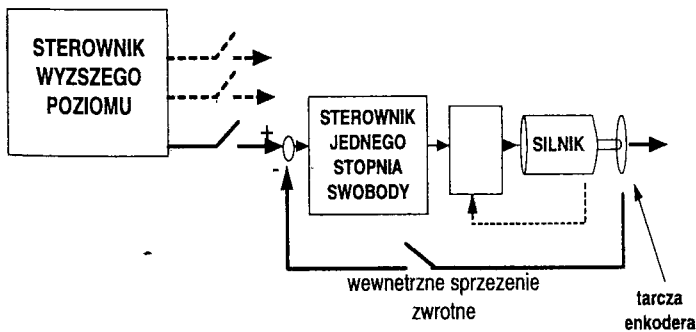 STEROWNIK
WYZSZEGO
POZIOMU
+
-
STEROWNIK
JEDNEGO
STOPNIA
SWOBODY
SILNIK
wewnetrzne sprzezenie
zwrotne
tarcza
enkodera